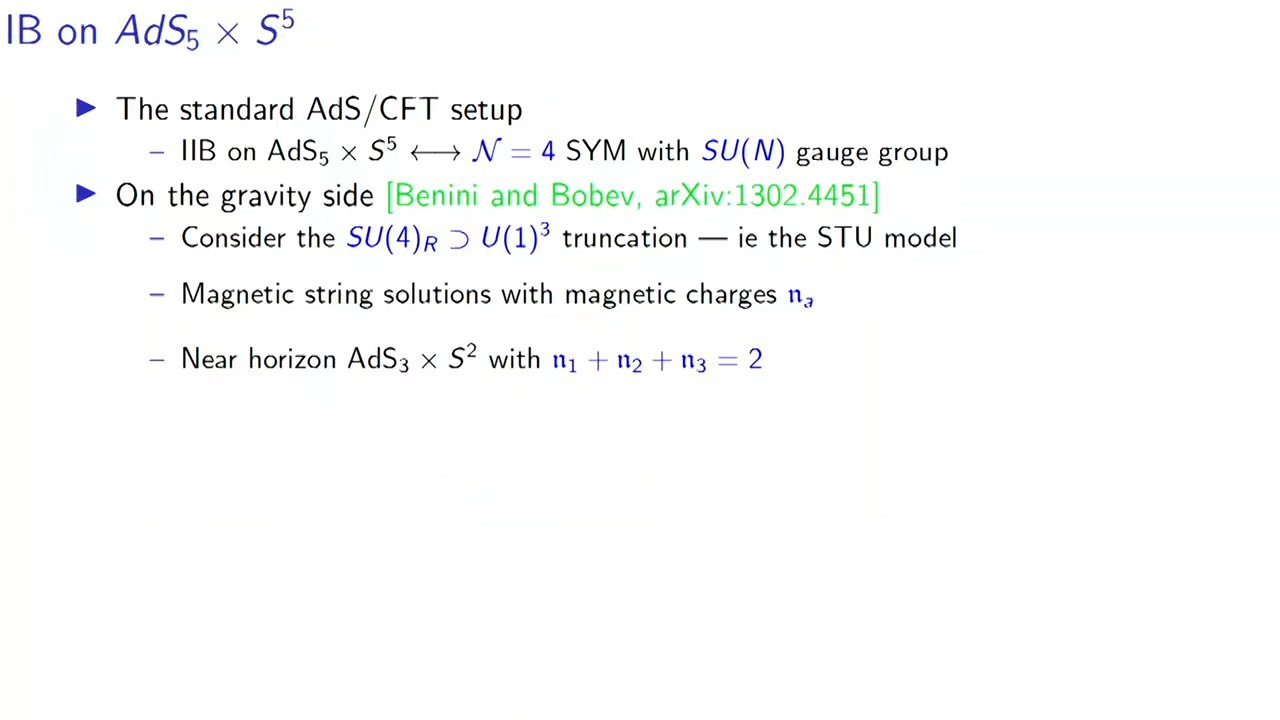 IB on AdS₅ × S⁵
▶ The standard AdS/CFT setup
– IIB on AdS₅ × S⁵ ⟷ 𝒩 = 4 SYM with SU(N) gauge group
▶ On the gravity side [Benini and Bobev, arXiv:1302.4451]
– Consider the SU(4)_R ⊃ U(1)³ truncation — ie the STU model
– Magnetic string solutions with magnetic charges 𝔫ₐ
– Near horizon AdS₃ × S² with 𝔫₁ + 𝔫₂ + 𝔫₃ = 2